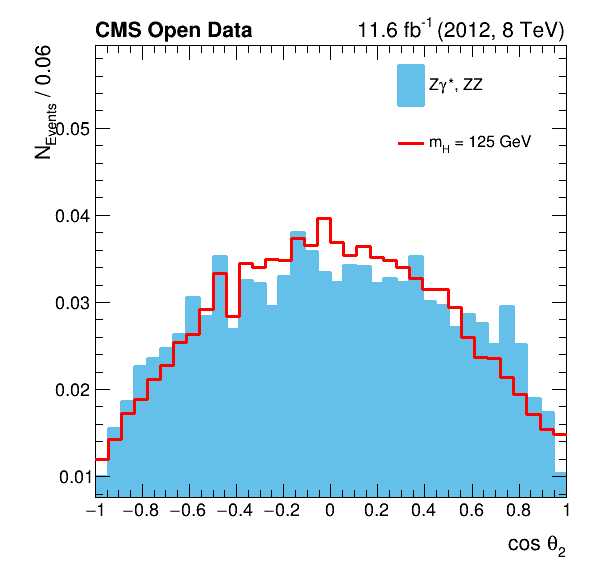 CMS Open Data 11.6 fb-1 (2012, 8 TeV)
NEvents / 0.06
Zγ*, ZZ
mH = 125 GeV
0.05
0.04
0.03
0.02
0.01
−1 −0.8 −0.6 −0.4 −0.2 0 0.2 0.4 0.6 0.8 1
cos θ2